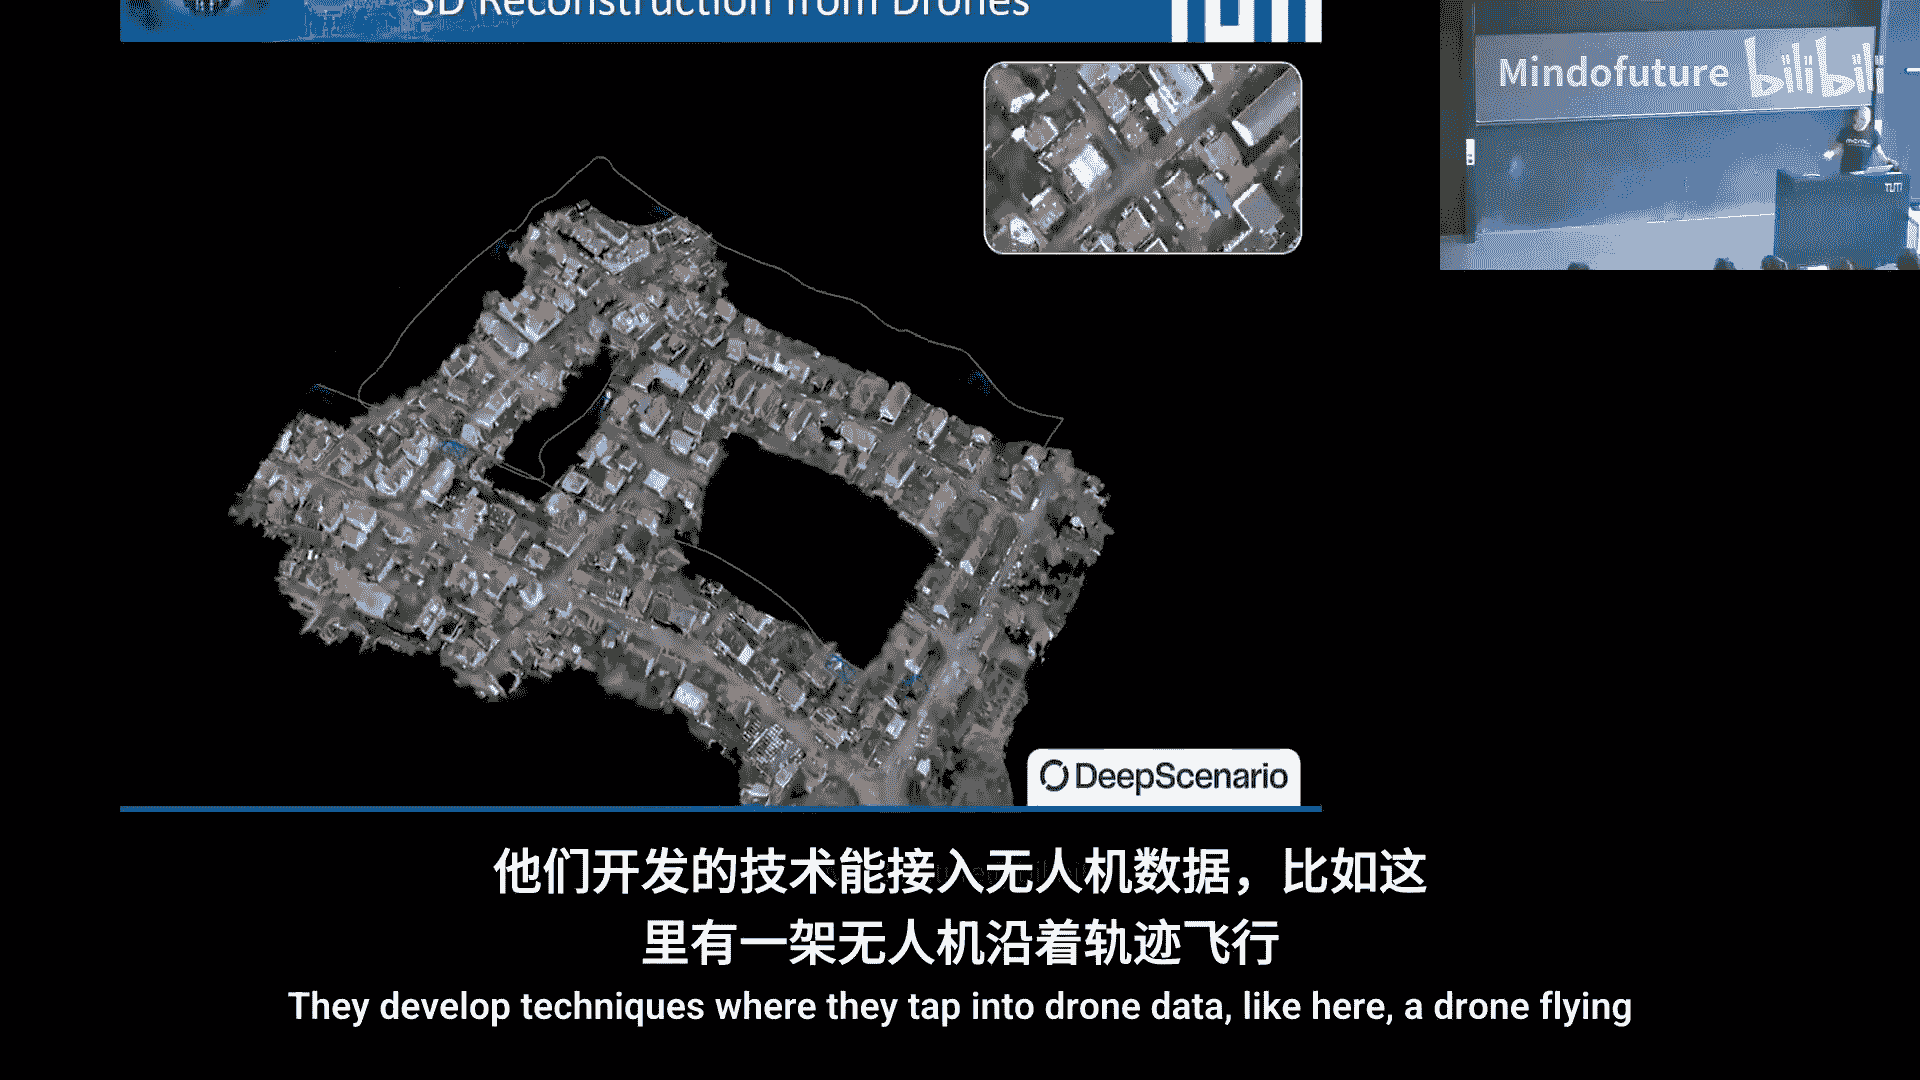 3D Reconstruction from Drones
TUM
Mindofuture bilibili
TUM
DeepScenario
他们开发的技术能接入无人机数据，比如这
里有一架无人机沿着轨迹飞行
They develop techniques where they tap into drone data, like here, a drone flying